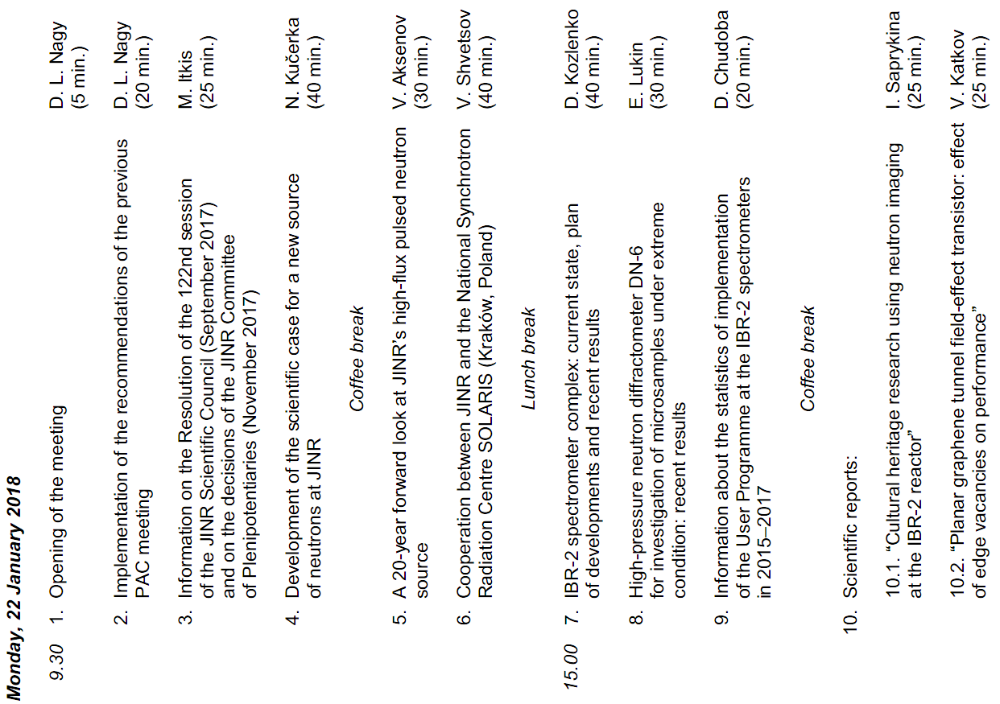 Monday, 22 January 2018
9.30 1. Opening of the meeting D. L. Nagy
(5 min.)
2. Implementation of the recommendations of the previous D. L. Nagy
PAC meeting (20 min.)
3. Information on the Resolution of the 122nd session M. Itkis
of the JINR Scientific Council (September 2017) (25 min.)
and on the decisions of the JINR Committee
of Plenipotentiaries (November 2017)
4. Development of the scientific case for a new source N. Kučerka
of neutrons at JINR (40 min.)
Coffee break
5. A 20-year forward look at JINR’s high-flux pulsed neutron V. Aksenov
source (30 min.)
6. Cooperation between JINR and the National Synchrotron V. Shvetsov
Radiation Centre SOLARIS (Kraków, Poland) (40 min.)
Lunch break
15.00 7. IBR-2 spectrometer complex: current state, plan D. Kozlenko
of developments and recent results (40 min.)
8. High-pressure neutron diffractometer DN-6 E. Lukin
for investigation of microsamples under extreme (30 min.)
condition: recent results
9. Information about the statistics of implementation D. Chudoba
of the User Programme at the IBR-2 spectrometers (20 min.)
in 2015–2017
Coffee break
10. Scientific reports:
10.1. “Cultural heritage research using neutron imaging I. Saprykina
at the IBR-2 reactor” (25 min.)
10.2. “Planar graphene tunnel field-effect transistor: effect V. Katkov
of edge vacancies on performance” (25 min.)